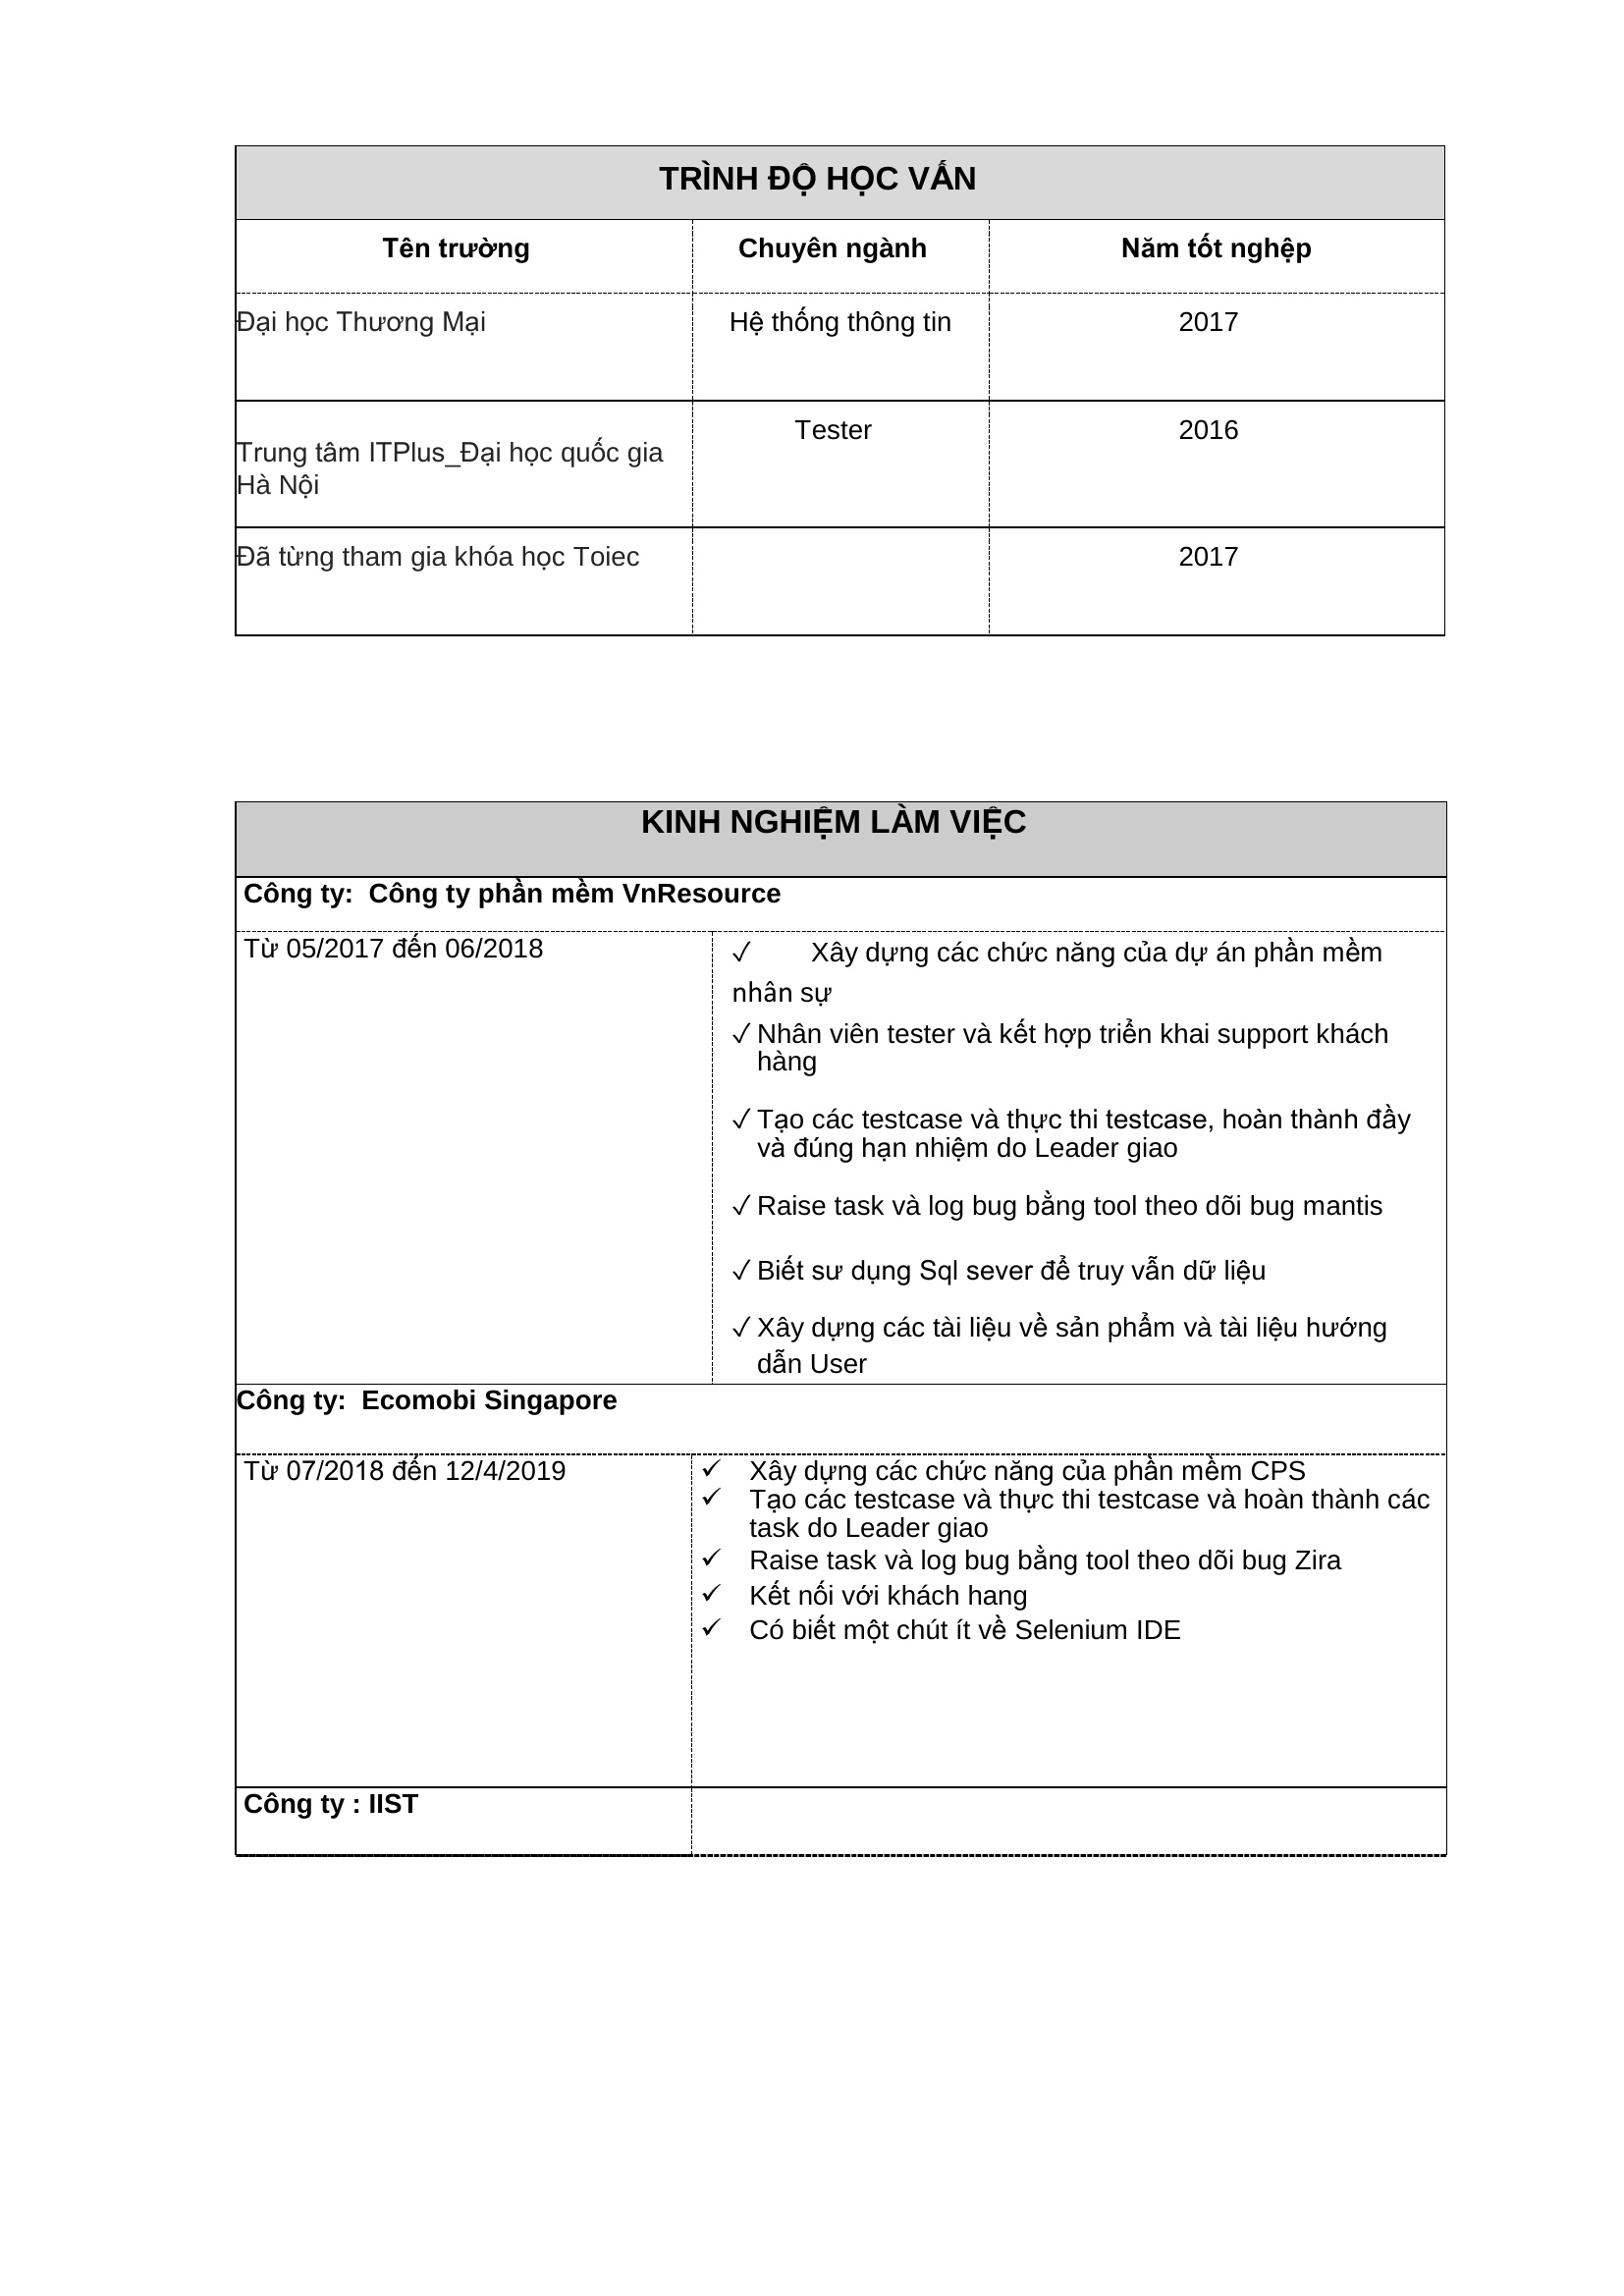 TRÌNH ĐỘ HỌC VẤN
Tên trường Chuyên ngành Năm tốt nghệp
Đại học Thương Mại Hệ thống thông tin 2017
Tester 2016
Trung tâm ITPlus_Đại học quốc gia
Hà Nội
Đã từng tham gia khóa học Toiec 2017
KINH NGHIỆM LÀM VIỆC
Công ty: Công ty phần mềm VnResource
Từ 05/2017 đến 06/2018
✓ Xây dựng các chức năng của dự án phần mềm
nhân sự
✓ Nhân viên tester và kết hợp triển khai support khách
hàng
✓ Tạo các testcase và thực thi testcase, hoàn thành đầy
và đúng hạn nhiệm do Leader giao
✓ Raise task và log bug bằng tool theo dõi bug mantis
✓ Biết sư dụng Sql sever để truy vẫn dữ liệu
✓ Xây dựng các tài liệu về sản phẩm và tài liệu hướng
dẫn User
Công ty: Ecomobi Singapore
Từ 07/2018 đến 12/4/2019
✓ Xây dựng các chức năng của phần mềm CPS
✓ Tạo các testcase và thực thi testcase và hoàn thành các
task do Leader giao
✓ Raise task và log bug bằng tool theo dõi bug Zira
✓ Kết nối với khách hang
✓ Có biết một chút ít về Selenium IDE
Công ty : IIST